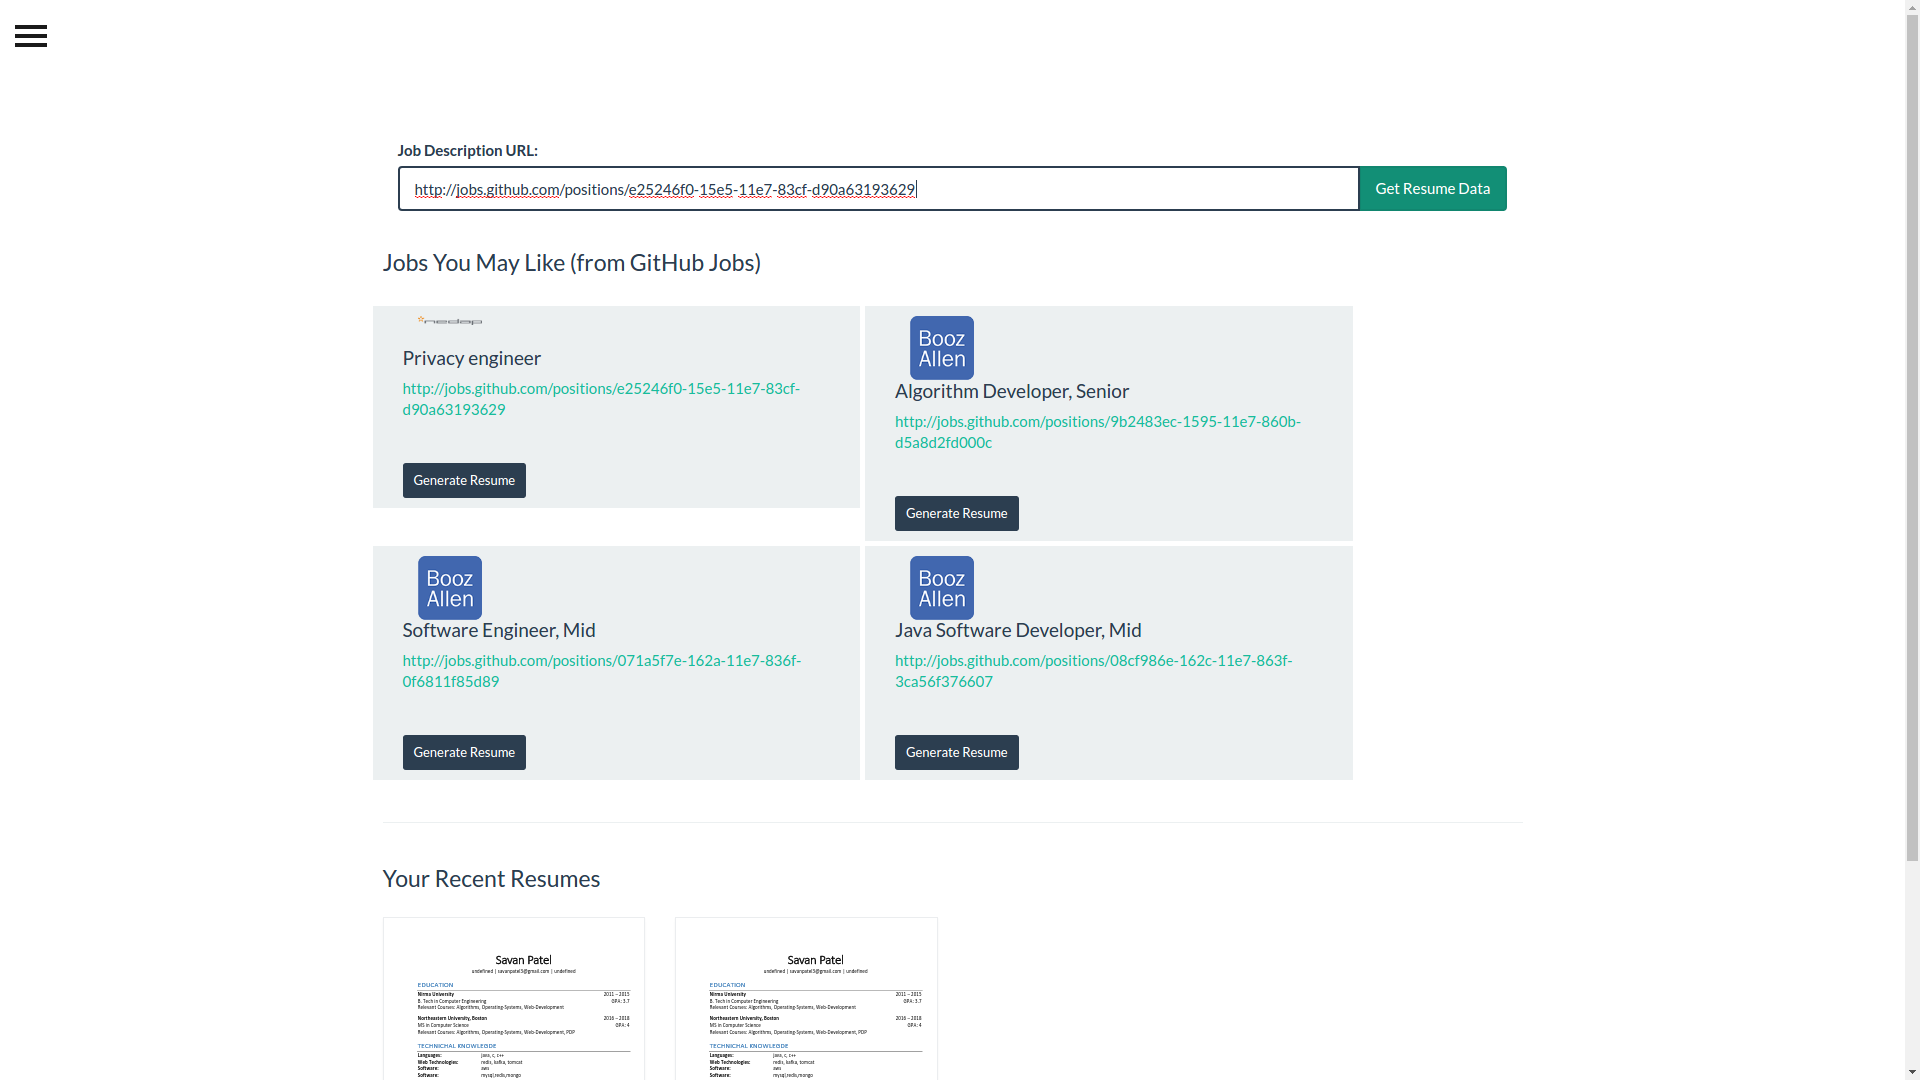 Job Description URL:
http://jobs.github.com/positions/e25246f0-15e5-11e7-83cf-d90a63193629
Get Resume Data
Jobs You May Like (from GitHub Jobs)
nedap
Privacy engineer
http://jobs.github.com/positions/e25246f0-15e5-11e7-83cf-
d90a63193629
Generate Resume
Booz
Allen
Algorithm Developer, Senior
http://jobs.github.com/positions/9b2483ec-1595-11e7-860b-
d5a8d2fd000c
Generate Resume
Booz
Allen
Software Engineer, Mid
http://jobs.github.com/positions/071a5f7e-162a-11e7-836f-
0f6811f85d89
Generate Resume
Booz
Allen
Java Software Developer, Mid
http://jobs.github.com/positions/08cf986e-162c-11e7-863f-
3ca56f376607
Generate Resume
Your Recent Resumes
Savan Patel
undefined | savanpatel3@gmail.com | undefined
EDUCATION
Nirma University 2011 – 2015
B. Tech in Computer Engineering GPA: 3.7
Relevant Courses: Algorithms, Operating-Systems, Web-Development
Northeastern University, Boston 2016 – 2018
MS in Computer Science GPA: 4
Relevant Courses: Algorithms, Operating-Systems, Web-Development, PDP
TECHNICHAL KNOWLEGDE
Languages: java, c, c++
Web Technologies: redis, kafka, tomcat
Software: aws
Software: mysql,redis,mongo
Savan Patel
undefined | savanpatel3@gmail.com | undefined
EDUCATION
Nirma University 2011 – 2015
B. Tech in Computer Engineering GPA: 3.7
Relevant Courses: Algorithms, Operating-Systems, Web-Development
Northeastern University, Boston 2016 – 2018
MS in Computer Science GPA: 4
Relevant Courses: Algorithms, Operating-Systems, Web-Development, PDP
TECHNICHAL KNOWLEGDE
Languages: java, c, c++
Web Technologies: redis, kafka, tomcat
Software: aws
Software: mysql,redis,mongo